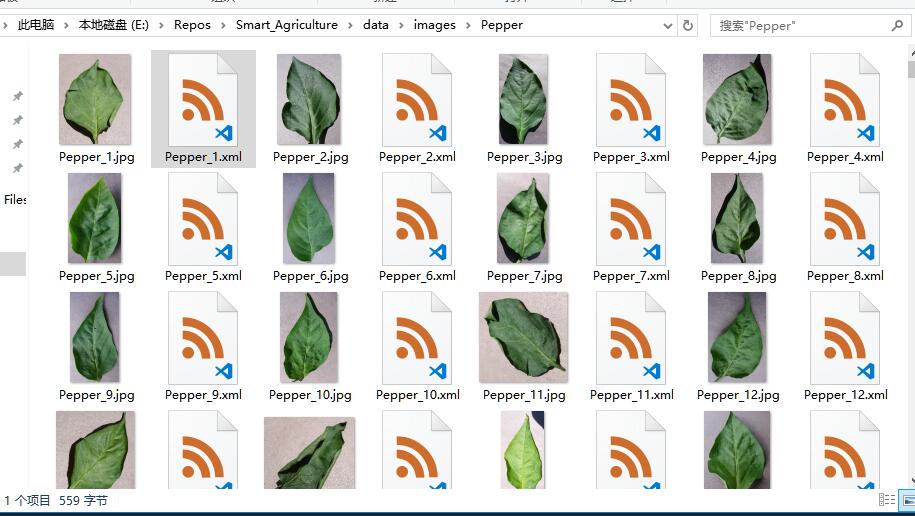 此电脑 › 本地磁盘 (E:) › Repos › Smart_Agriculture › data › images › Pepper
搜索"Pepper"
Pepper_1.jpg Pepper_1.xml Pepper_2.jpg Pepper_2.xml Pepper_3.jpg Pepper_3.xml Pepper_4.jpg Pepper_4.xml
Files
Pepper_5.jpg Pepper_5.xml Pepper_6.jpg Pepper_6.xml Pepper_7.jpg Pepper_7.xml Pepper_8.jpg Pepper_8.xml
Pepper_9.jpg Pepper_9.xml Pepper_10.jpg Pepper_10.xml Pepper_11.jpg Pepper_11.xml Pepper_12.jpg Pepper_12.xml
1 个项目 559 字节